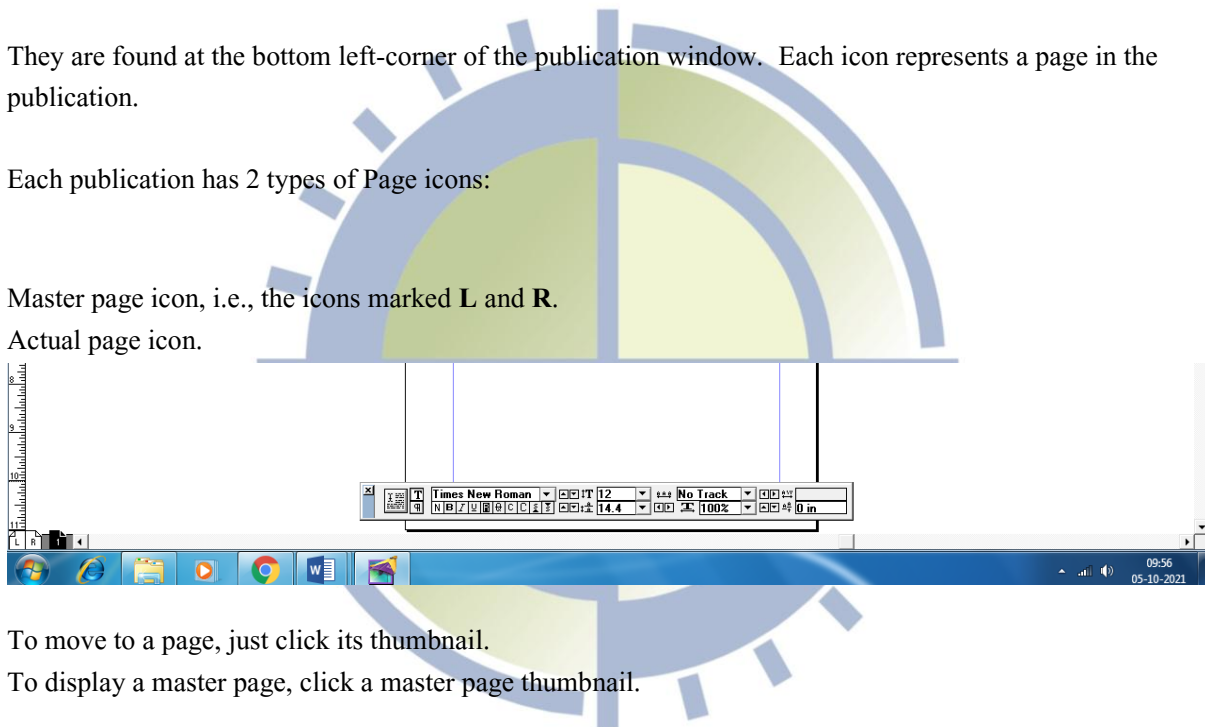 They are found at the bottom left-corner of the publication window. Each icon represents a page in the
publication.
Each publication has 2 types of Page icons:
Master page icon, i.e., the icons marked L and R.
Actual page icon.
8
9
10
11
Times New Roman 12 No Track
N B I U C C 14.4 100% 0 in
L R 1
09:56
05-10-2021
To move to a page, just click its thumbnail.
To display a master page, click a master page thumbnail.